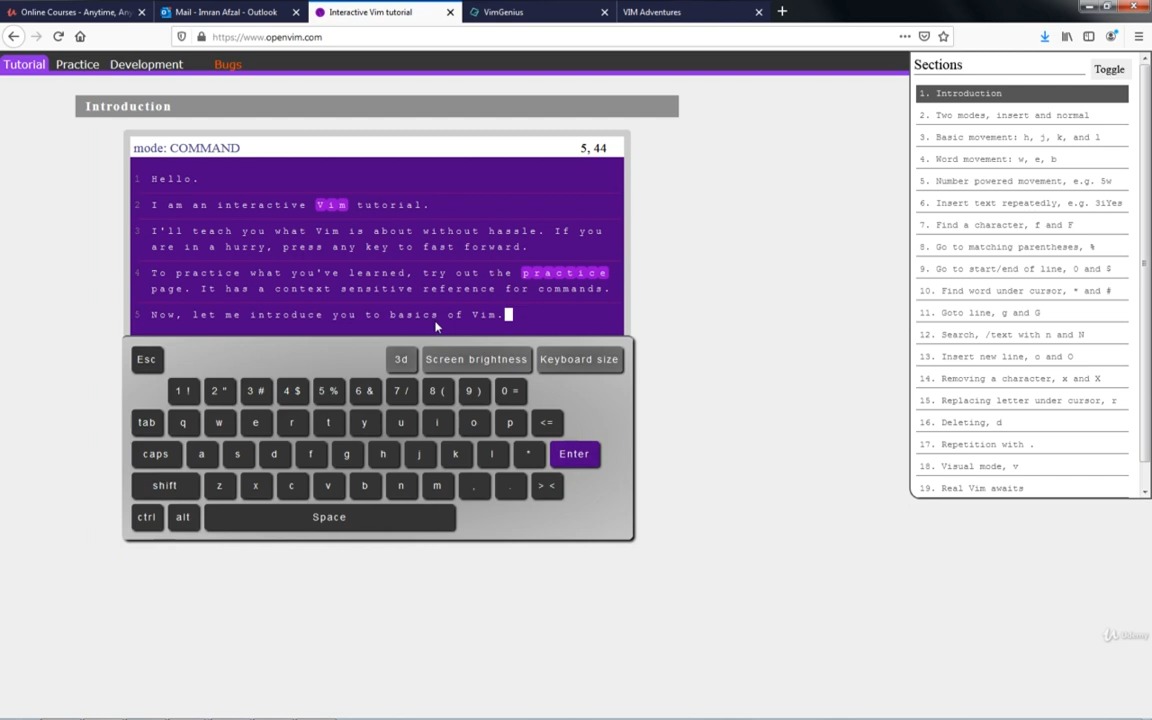 Online Courses - Anytime, Any
Mail - Imran Afzal - Outlook
Interactive Vim tutorial
VimGenius
VIM Adventures
https://www.openvim.com
Tutorial Practice Development Bugs
Introduction
mode: COMMAND 5, 44
1 Hello.
2 I am an interactive Vim tutorial.
3 I'll teach you what Vim is about without hassle. If you
are in a hurry, press any key to fast forward.
4 To practice what you've learned, try out the practice
page. It has a context sensitive reference for commands.
5 Now, let me introduce you to basics of Vim.
Esc 3d Screen brightness Keyboard size
1 ! 2 " 3 # 4 $ 5 % 6 & 7 / 8 ( 9 ) 0 =
tab q w e r t y u i o p <=
caps a s d f g h j k l * Enter
shift z x c v b n m , . > <
ctrl alt Space
Sections Toggle
1. Introduction
2. Two modes, insert and normal
3. Basic movement: h, j, k, and l
4. Word movement: w, e, b
5. Number powered movement, e.g. 5w
6. Insert text repeatedly, e.g. 3iYes
7. Find a character, f and F
8. Go to matching parentheses, %
9. Go to start/end of line, 0 and $
10. Find word under cursor, * and #
11. Goto line, g and G
12. Search, /text with n and N
13. Insert new line, o and O
14. Removing a character, x and X
15. Replacing letter under cursor, r
16. Deleting, d
17. Repetition with .
18. Visual mode, v
19. Real Vim awaits
Udemy